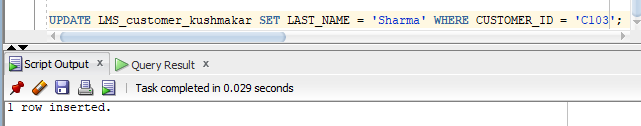 UPDATE LMS_customer_kushmakar SET LAST_NAME = 'Sharma' WHERE CUSTOMER_ID = 'C103';
Script Output x Query Result x
Task completed in 0.029 seconds
1 row inserted.